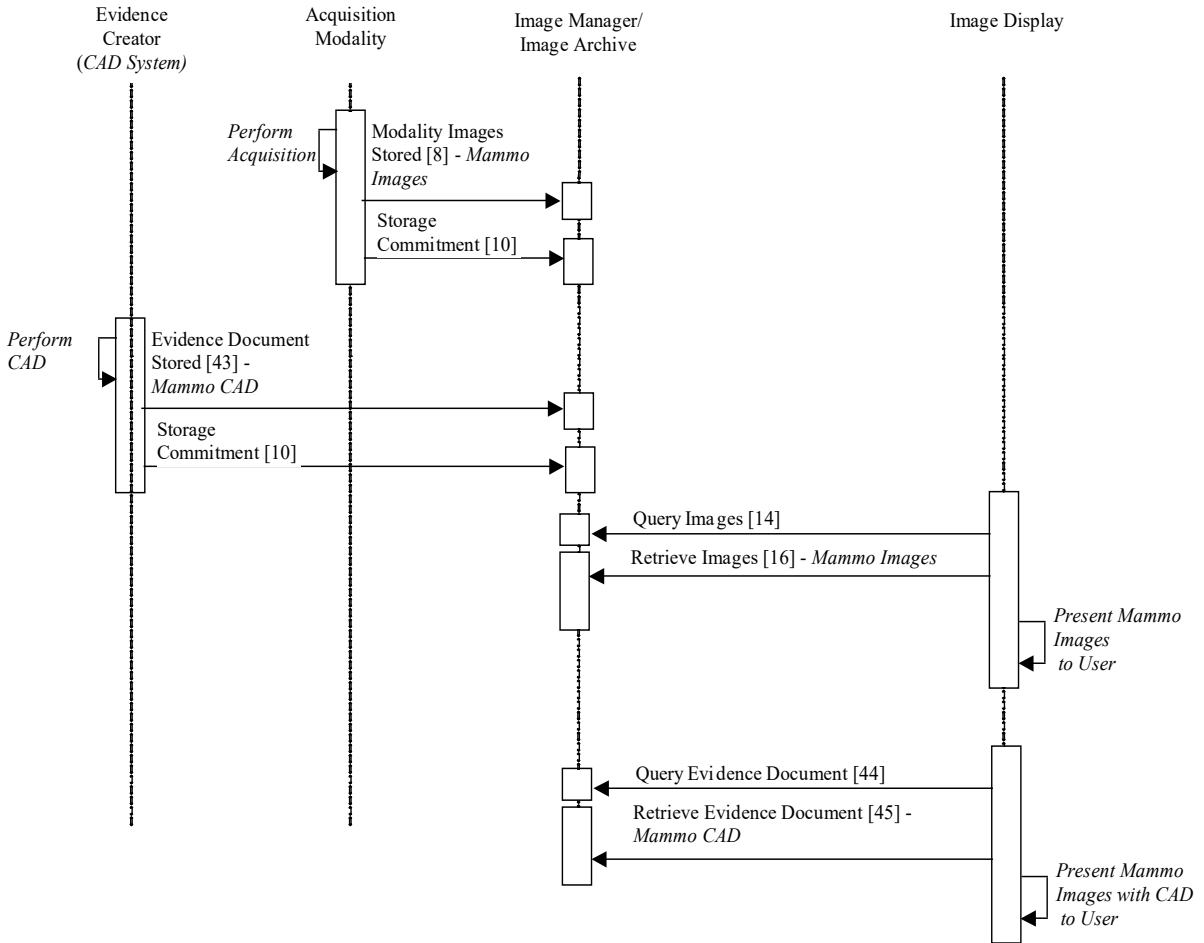 Evidence
Creator
(CAD System)
Acquisition
Modality
Image Manager/
Image Archive
Image Display
Perform
Acquisition
Modality Images
Stored [8] - Mammo
Images
Storage
Commitment [10]
Perform
CAD
Evidence Document
Stored [43] -
Mammo CAD
Storage
Commitment [10]
Query Images [14]
Retrieve Images [16] - Mammo Images
Present Mammo
Images
to User
Query Evidence Document [44]
Retrieve Evidence Document [45] -
Mammo CAD
Present Mammo
Images with CAD
to User